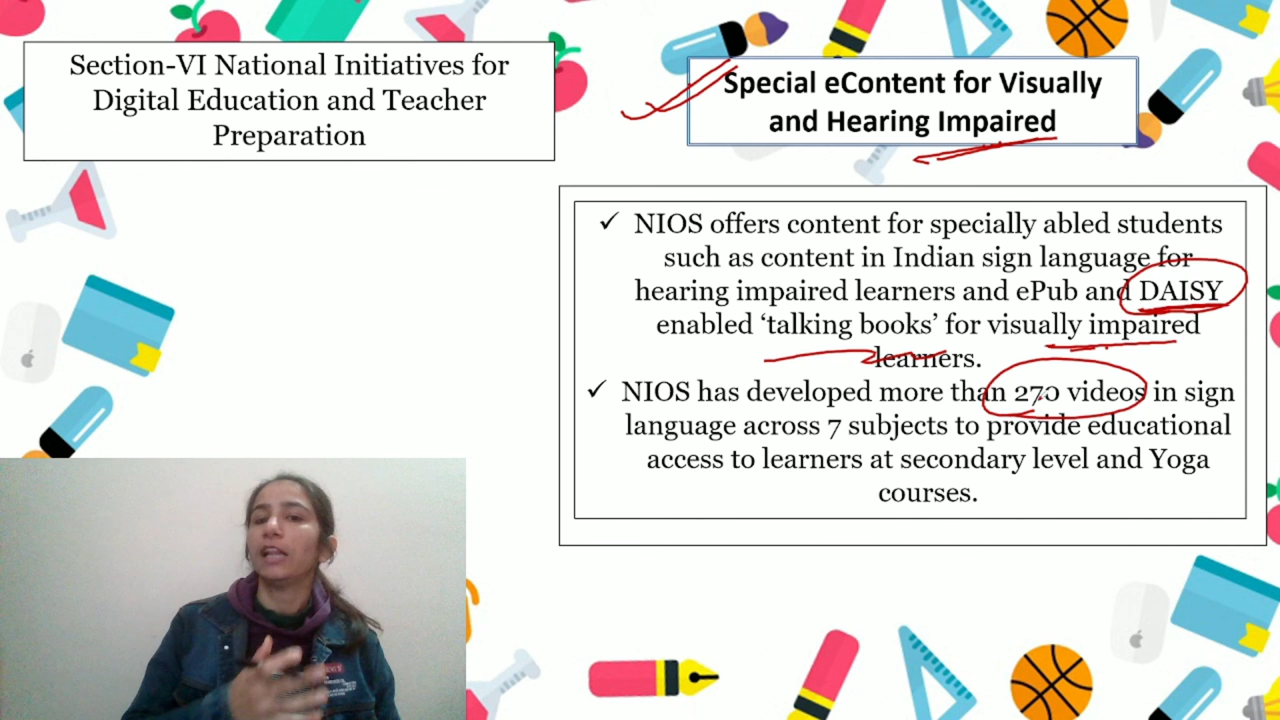 Section-VI National Initiatives for
Digital Education and Teacher
Preparation
Special eContent for Visually
and Hearing Impaired
✓ NIOS offers content for specially abled students
such as content in Indian sign language for
hearing impaired learners and ePub and DAISY
enabled ‘talking books’ for visually impaired
learners.
✓ NIOS has developed more than 270 videos in sign
language across 7 subjects to provide educational
access to learners at secondary level and Yoga
courses.